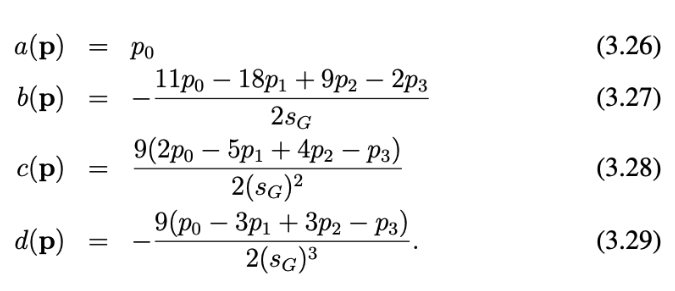 a(p) = p₀ (3.26)
b(p) = −(11p₀ − 18p₁ + 9p₂ − 2p₃)/(2s_G) (3.27)
c(p) = 9(2p₀ − 5p₁ + 4p₂ − p₃)/(2(s_G)²) (3.28)
d(p) = −9(p₀ − 3p₁ + 3p₂ − p₃)/(2(s_G)³). (3.29)